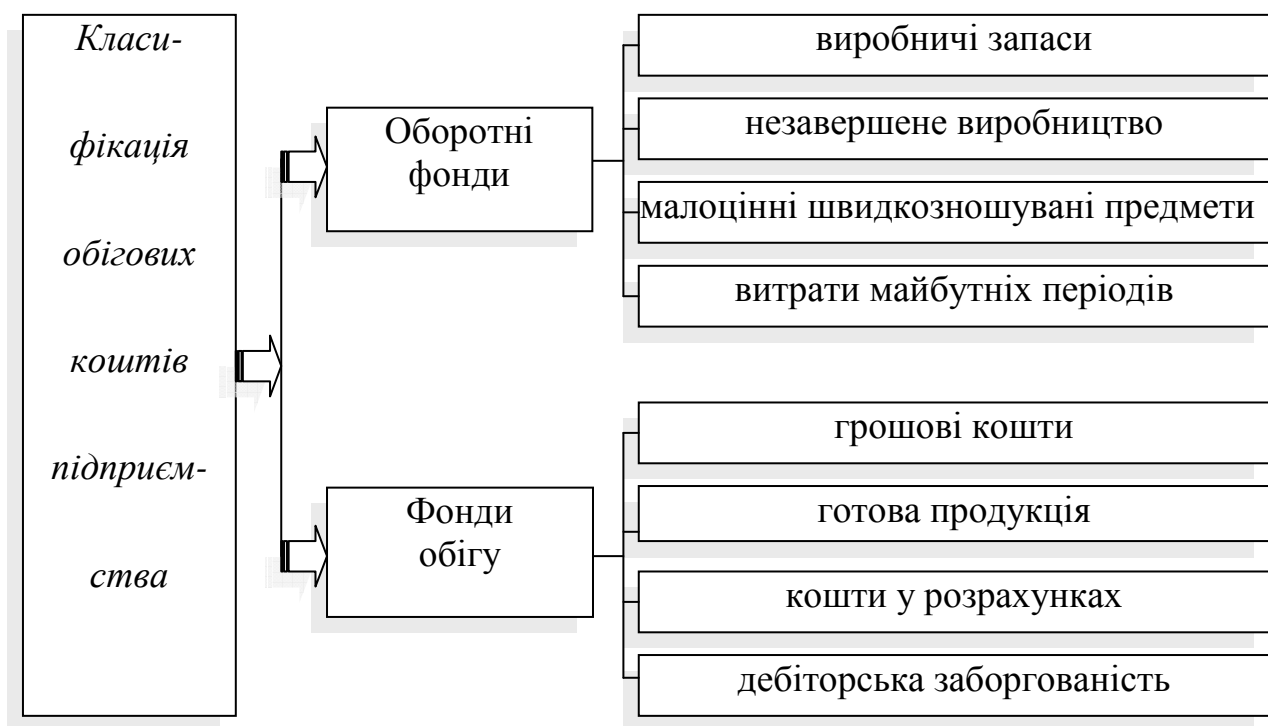 Класи-
фікація
обігових
коштів
підприєм-
ства
Оборотні
фонди
виробничі запаси
незавершене виробництво
малоцінні швидкозношувані предмети
витрати майбутніх періодів
Фонди
обігу
грошові кошти
готова продукція
кошти у розрахунках
дебіторська заборгованість